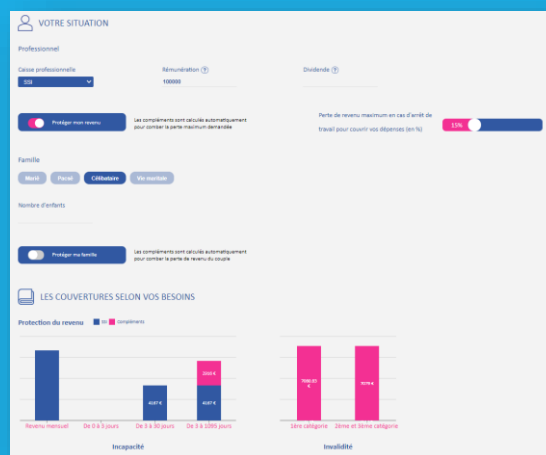 VOTRE SITUATION
Professionnel
Caisse professionnelle
Rémunération ?
Dividende ?
SSI
100000
Protéger mon revenu
Les compléments sont calculés automatiquement
pour combler la perte maximum demandée
Perte de revenu maximum en cas d'arrêt de
travail pour couvrir vos dépenses (en %)
15%
Famille
Marié
Pacsé
Célibataire
Vie maritale
Nombre d'enfants
Protéger ma famille
Les compléments sont calculés automatiquement
pour combler la perte de revenu du couple
LES COUVERTURES SELON VOS BESOINS
Protection du revenu
SSI
Compléments
€
4167 €
4167 €
€
€
Revenu mensuel
De 0 à 3 jours
De 3 à 30 jours
De 3 à 1095 jours
1ère catégorie
2ème et 3ème catégorie
Incapacité
Invalidité